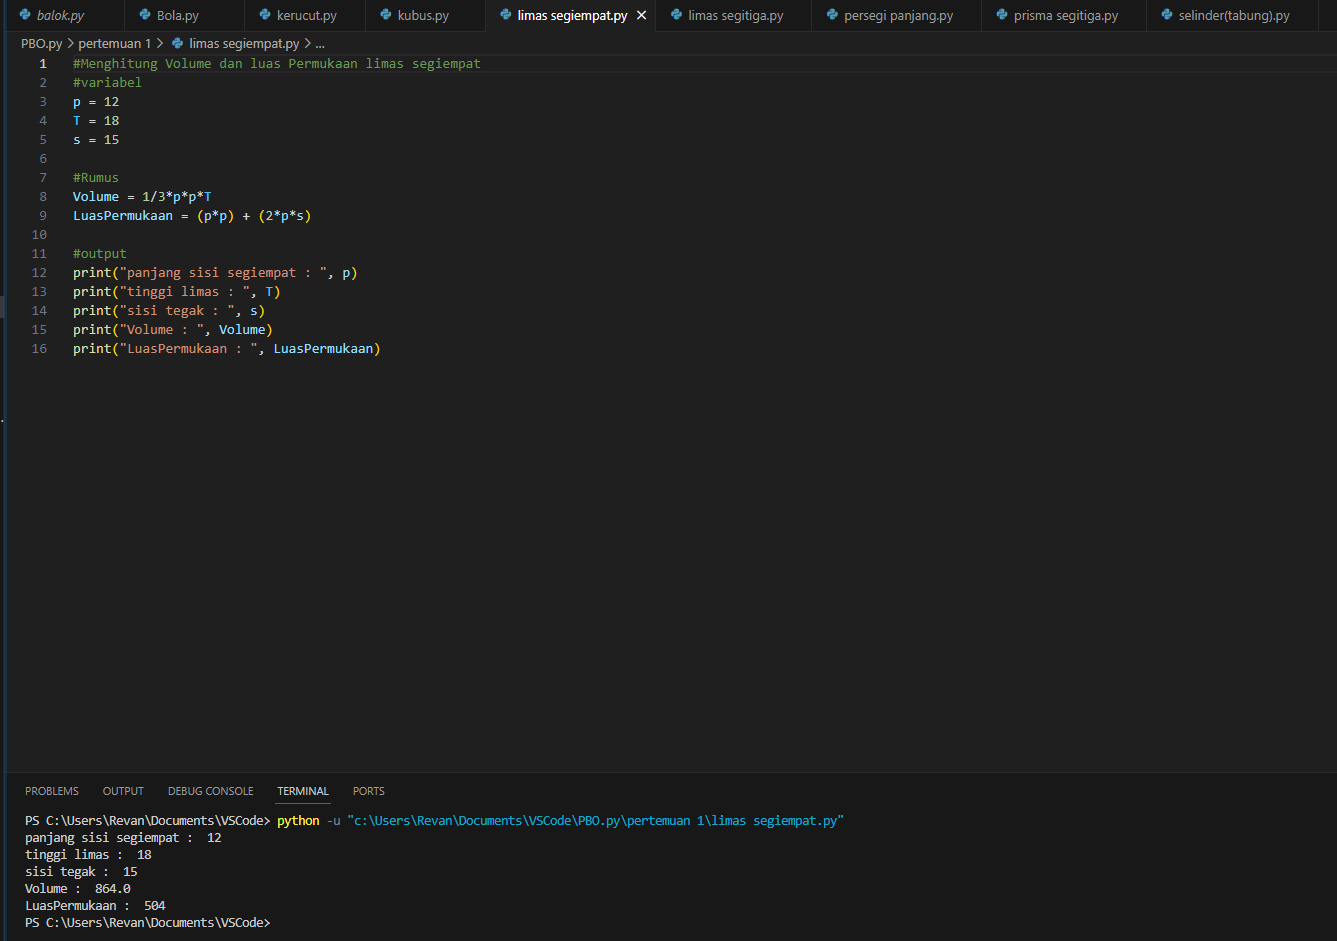 balok.py Bola.py kerucut.py kubus.py limas segiempat.py limas segitiga.py persegi panjang.py prisma segitiga.py selinder(tabung).py
PBO.py > pertemuan 1 > limas segiempat.py > ...
1 #Menghitung Volume dan luas Permukaan limas segiempat
2 #variabel
3 p = 12
4 T = 18
5 s = 15
6
7 #Rumus
8 Volume = 1/3*p*p*T
9 LuasPermukaan = (p*p) + (2*p*s)
10
11 #output
12 print("panjang sisi segiempat : ", p)
13 print("tinggi limas : ", T)
14 print("sisi tegak : ", s)
15 print("Volume : ", Volume)
16 print("LuasPermukaan : ", LuasPermukaan)
PROBLEMS OUTPUT DEBUG CONSOLE TERMINAL PORTS
PS C:\Users\Revan\Documents\VSCode> python -u "c:\Users\Revan\Documents\VSCode\PBO.py\pertemuan 1\limas segiempat.py"
panjang sisi segiempat :  12
tinggi limas :  18
sisi tegak :  15
Volume :  864.0
LuasPermukaan :  504
PS C:\Users\Revan\Documents\VSCode>